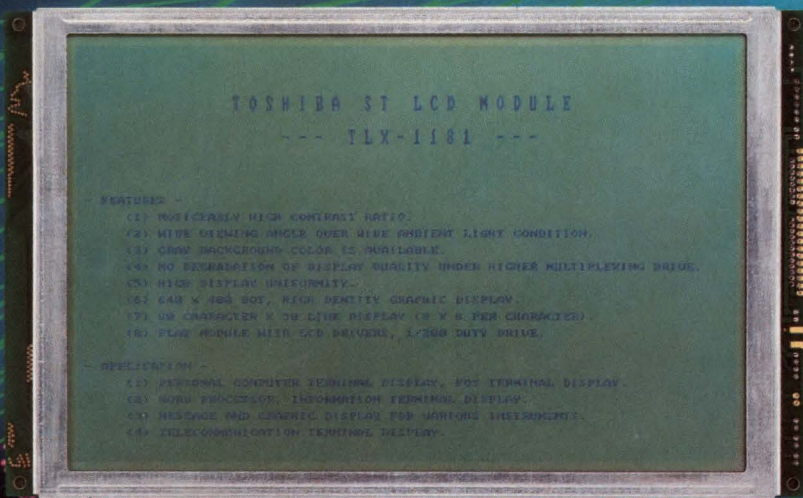 TOSHIBA ST LCD MODULE
--- TLX-1181 ---
- FEATURES -
(1) NOTICEABLY HIGH CONTRAST RATIO.
(2) WIDE VIEWING ANGLE OVER WIDE AMBIENT LIGHT CONDITION.
(3) GRAY BACKGROUND COLOR IS AVAILABLE.
(4) NO DEGRADATION OF DISPLAY QUALITY UNDER HIGHER MULTIPLEXING DRIVE.
(5) HIGH DISPLAY UNIFORMITY.
(6) 640 x 400 DOT, HIGH DENTITY GRAPHIC DISPLAY.
(7) 80 CHARACTER x 50 LINE DISPLAY (8 x 8 PER CHARACTER).
(8) FLAT MODULE WITH LCD DRIVERS, 1/200 DUTY DRIVE.
- APPLICATION -
(1) PERSONAL COMPUTER TERMINAL DISPLAY, POS TERMINAL DISPLAY.
(2) WORD PROCESSOR, INFORMATION TERMINAL DISPLAY.
(3) MESSAGE AND GRAPHIC DISPLAY FOR VARIOUS INSTRUMENTS.
(4) TELECOMMUNICATION TERMINAL DISPLAY.